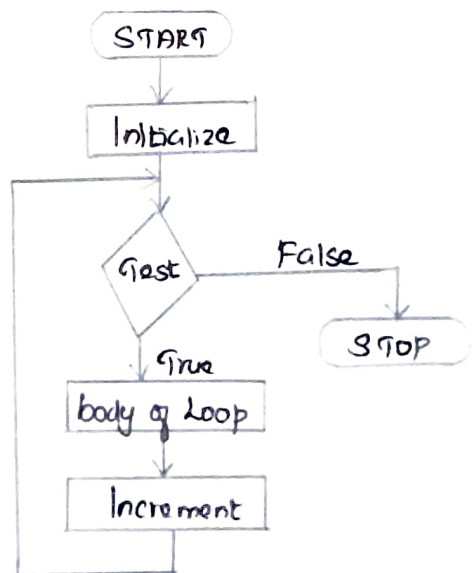 START
Initialize
Test
False
STOP
True
body of Loop
Increment